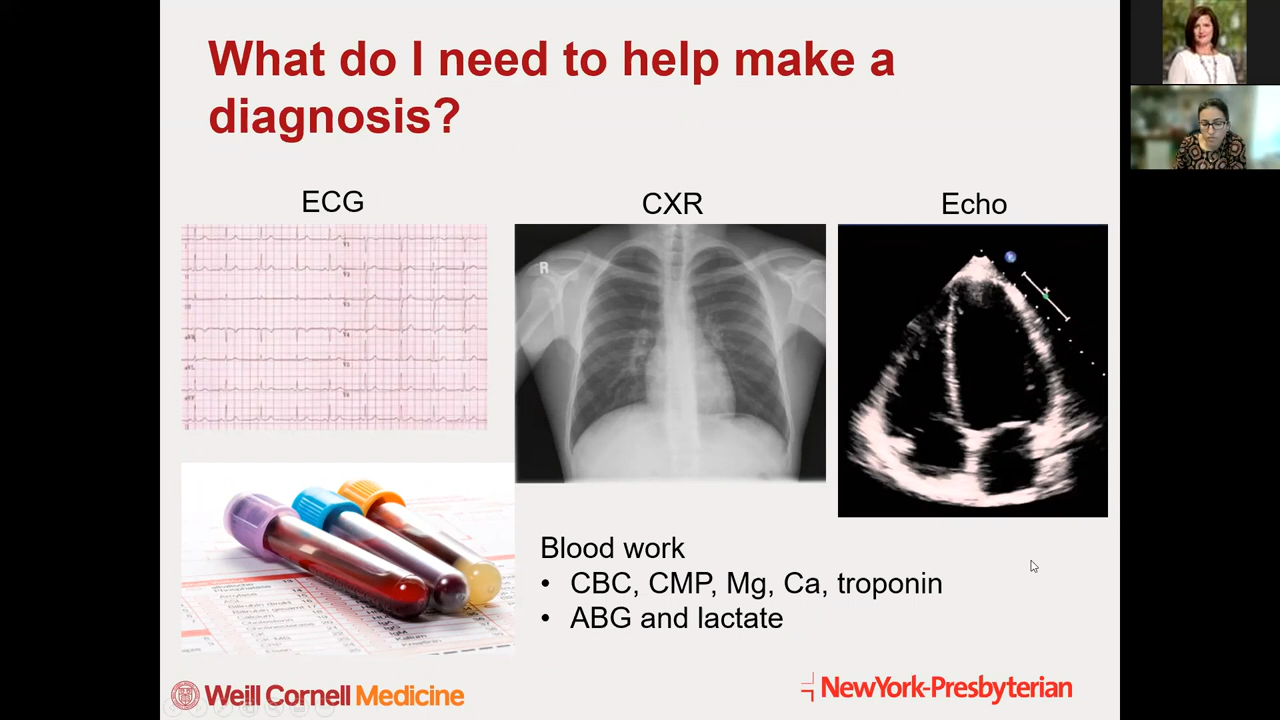 What do I need to help make a
diagnosis?
ECG
CXR
Echo
R
Blood work
• CBC, CMP, Mg, Ca, troponin
• ABG and lactate
Weill Cornell Medicine
NewYork-Presbyterian